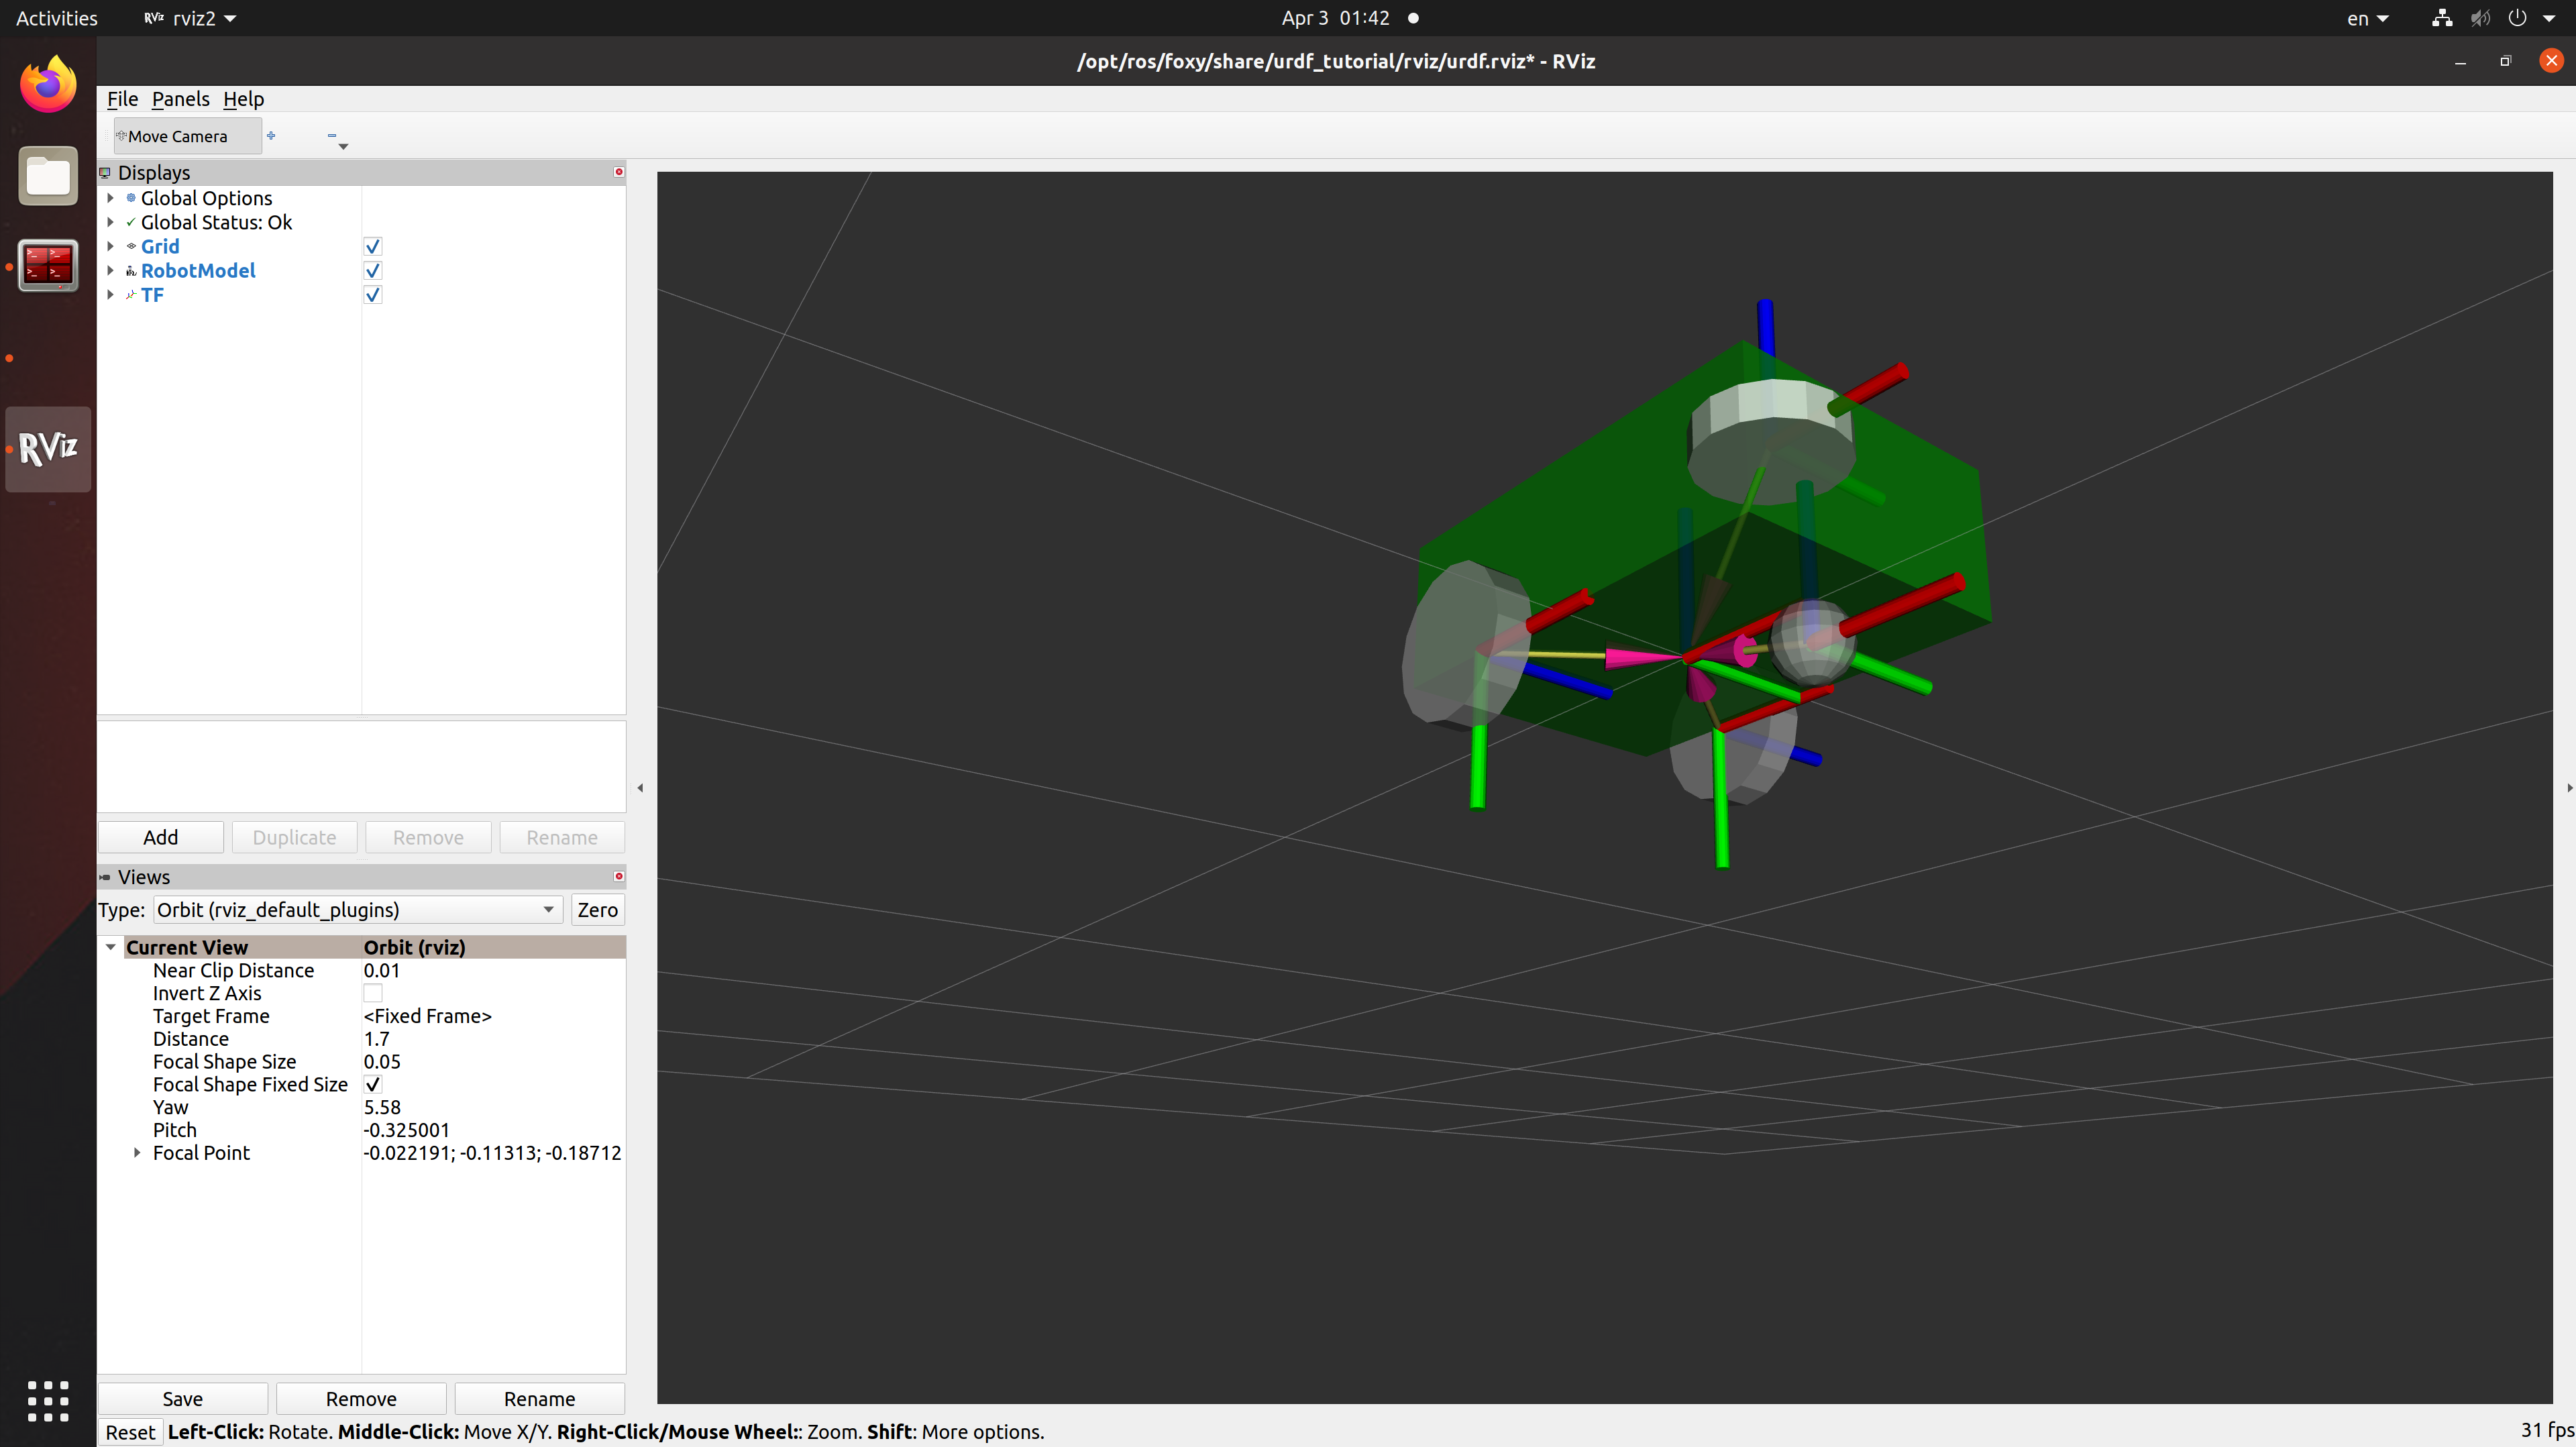 Activities rviz2 Apr 3 01:42 en
/opt/ros/foxy/share/urdf_tutorial/rviz/urdf.rviz* - RViz
File Panels Help
Move Camera
Displays
Global Options
Global Status: Ok
Grid
RobotModel
TF
RViz
Add Duplicate Remove Rename
Views
Type: Orbit (rviz_default_plugins) Zero
Current View Orbit (rviz)
Near Clip Distance 0.01
Invert Z Axis
Target Frame <Fixed Frame>
Distance 1.7
Focal Shape Size 0.05
Focal Shape Fixed Size
Yaw 5.58
Pitch -0.325001
Focal Point -0.022191; -0.11313; -0.18712
Save Remove Rename
Reset Left-Click: Rotate. Middle-Click: Move X/Y. Right-Click/Mouse Wheel:: Zoom. Shift: More options. 31 fps